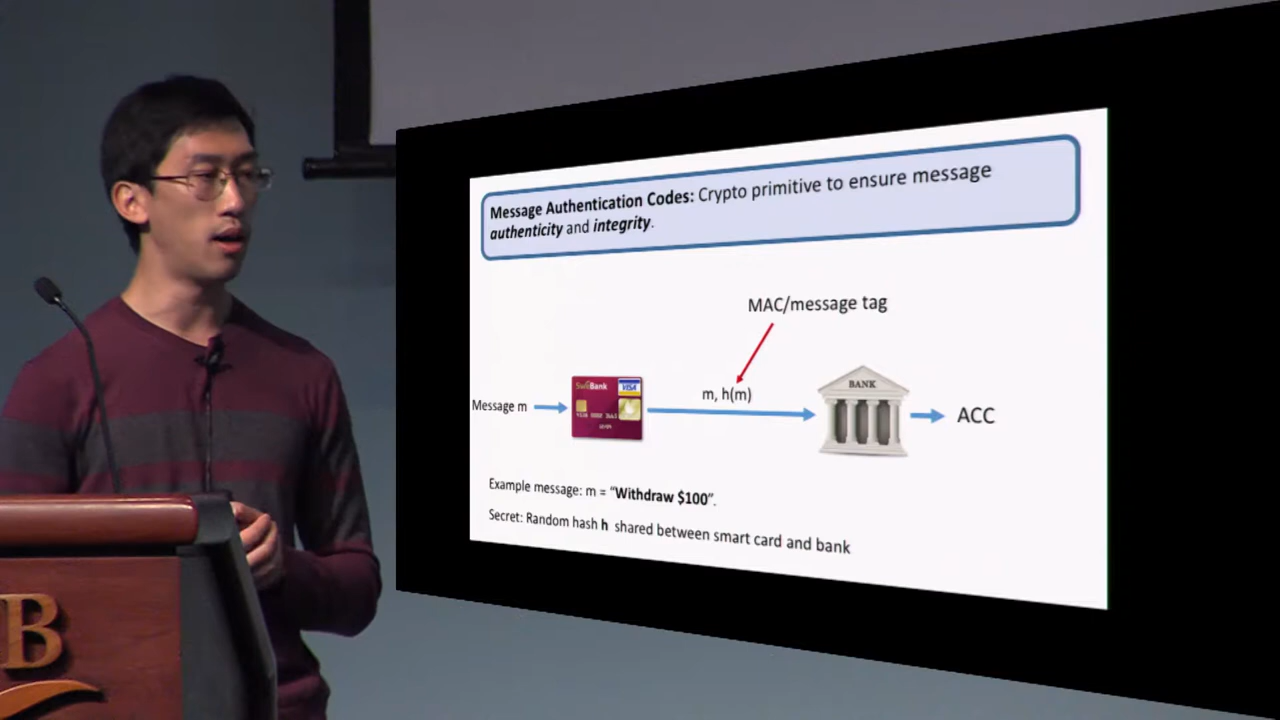 Message Authentication Codes: Crypto primitive to ensure message
authenticity and integrity.
MAC/message tag
m, h(m)
Message m
BANK
VISA
ACC
Example message: m = “Withdraw $100”.
Secret: Random hash h shared between smart card and bank
B